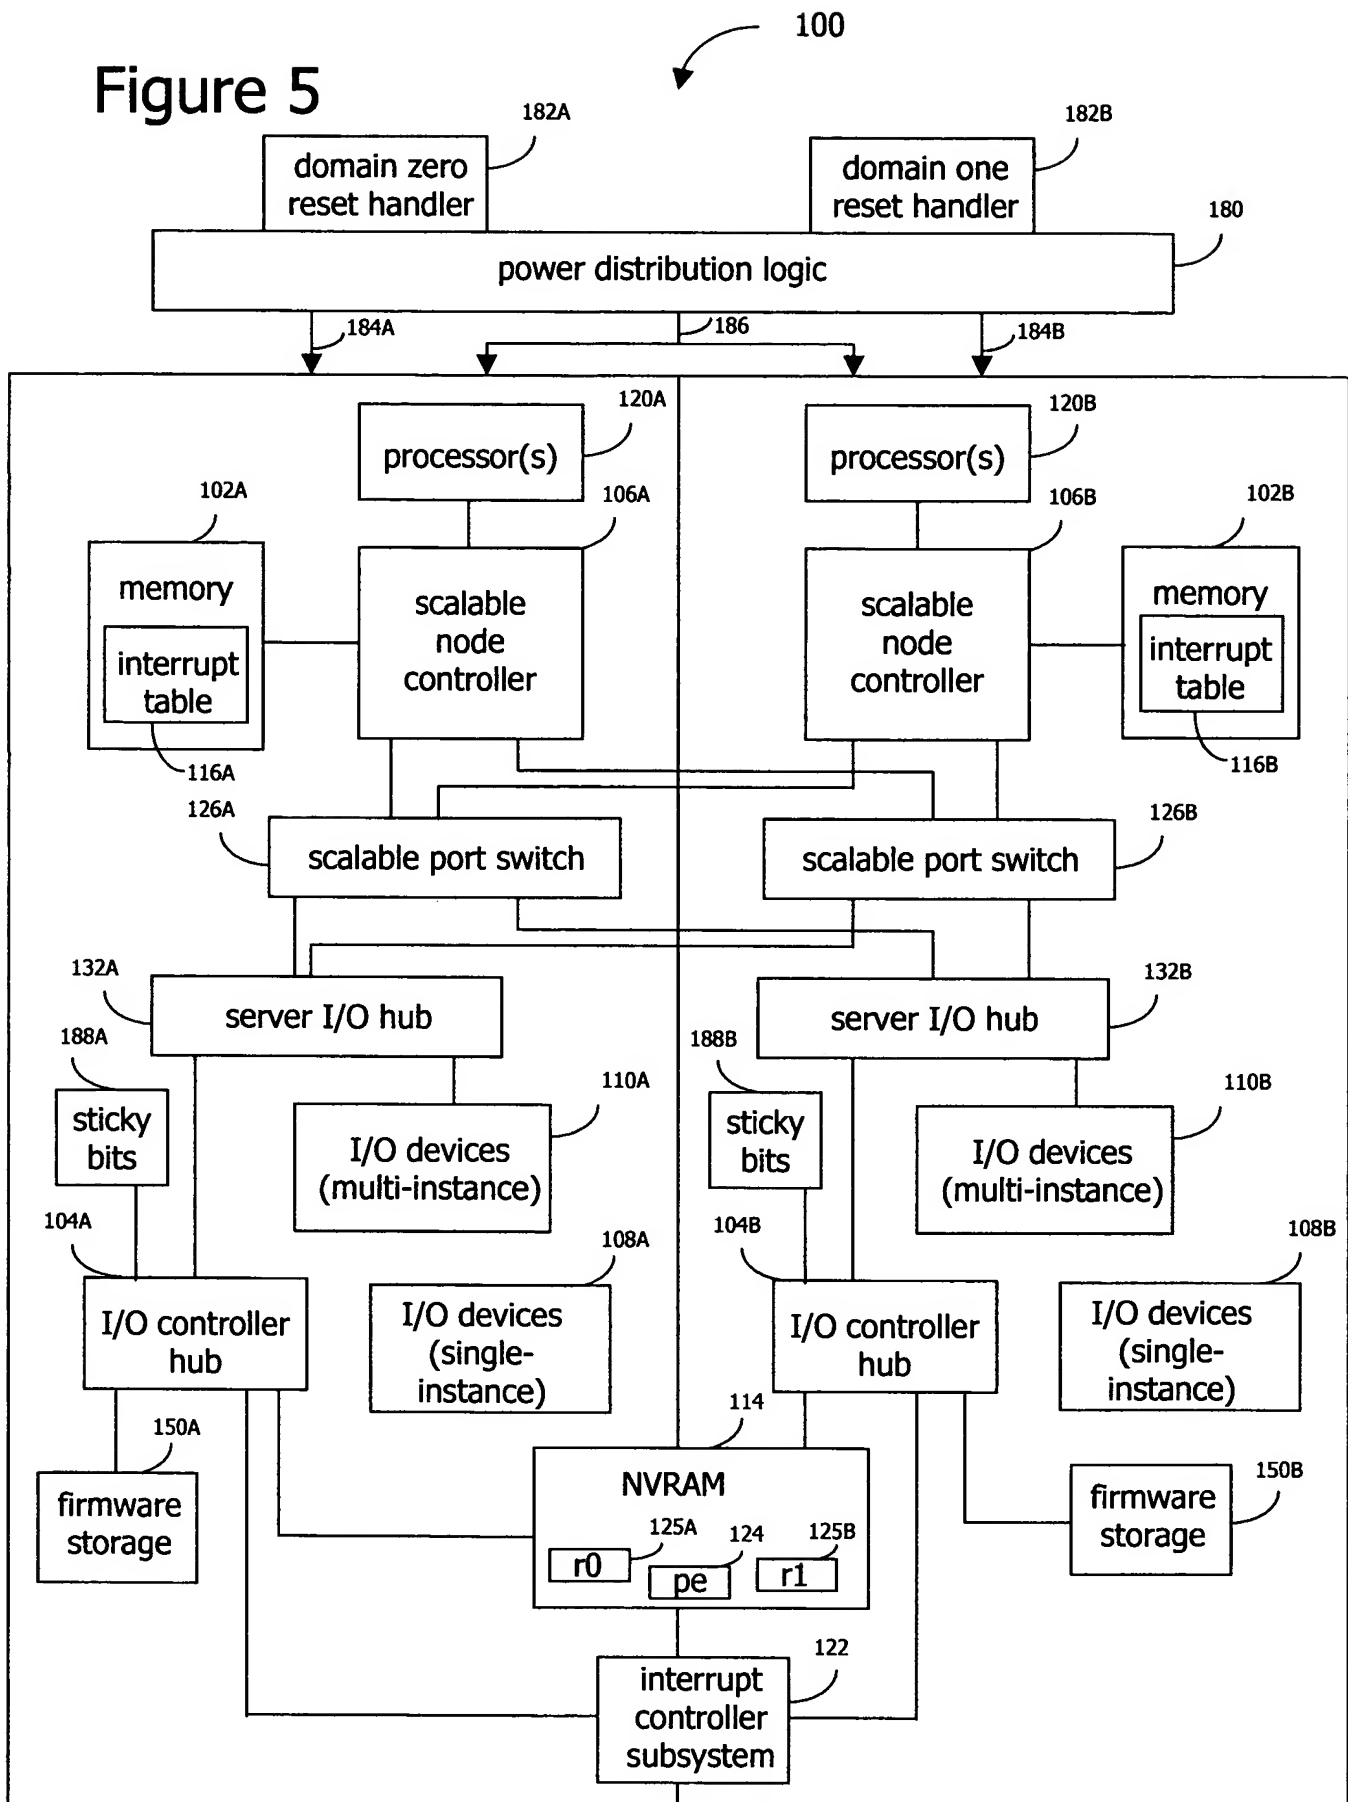 100
Figure 5
182A
182B
domain zero
reset handler
domain one
reset handler
180
power distribution logic
184A
186
184B
120A
120B
processor(s)
processor(s)
102A
106A
106B
102B
memory
scalable
node
controller
scalable
node
controller
memory
interrupt
table
interrupt
table
116A
116B
126A
126B
scalable port switch
scalable port switch
132A
132B
server I/O hub
server I/O hub
188A
188B
110A
110B
sticky
bits
I/O devices
(multi-instance)
sticky
bits
I/O devices
(multi-instance)
104A
108A
104B
108B
I/O controller
hub
I/O devices
(single-
instance)
I/O controller
hub
I/O devices
(single-
instance)
114
150A
150B
firmware
storage
NVRAM
firmware
storage
125A
124
125B
r0
pe
r1
122
interrupt
controller
subsystem